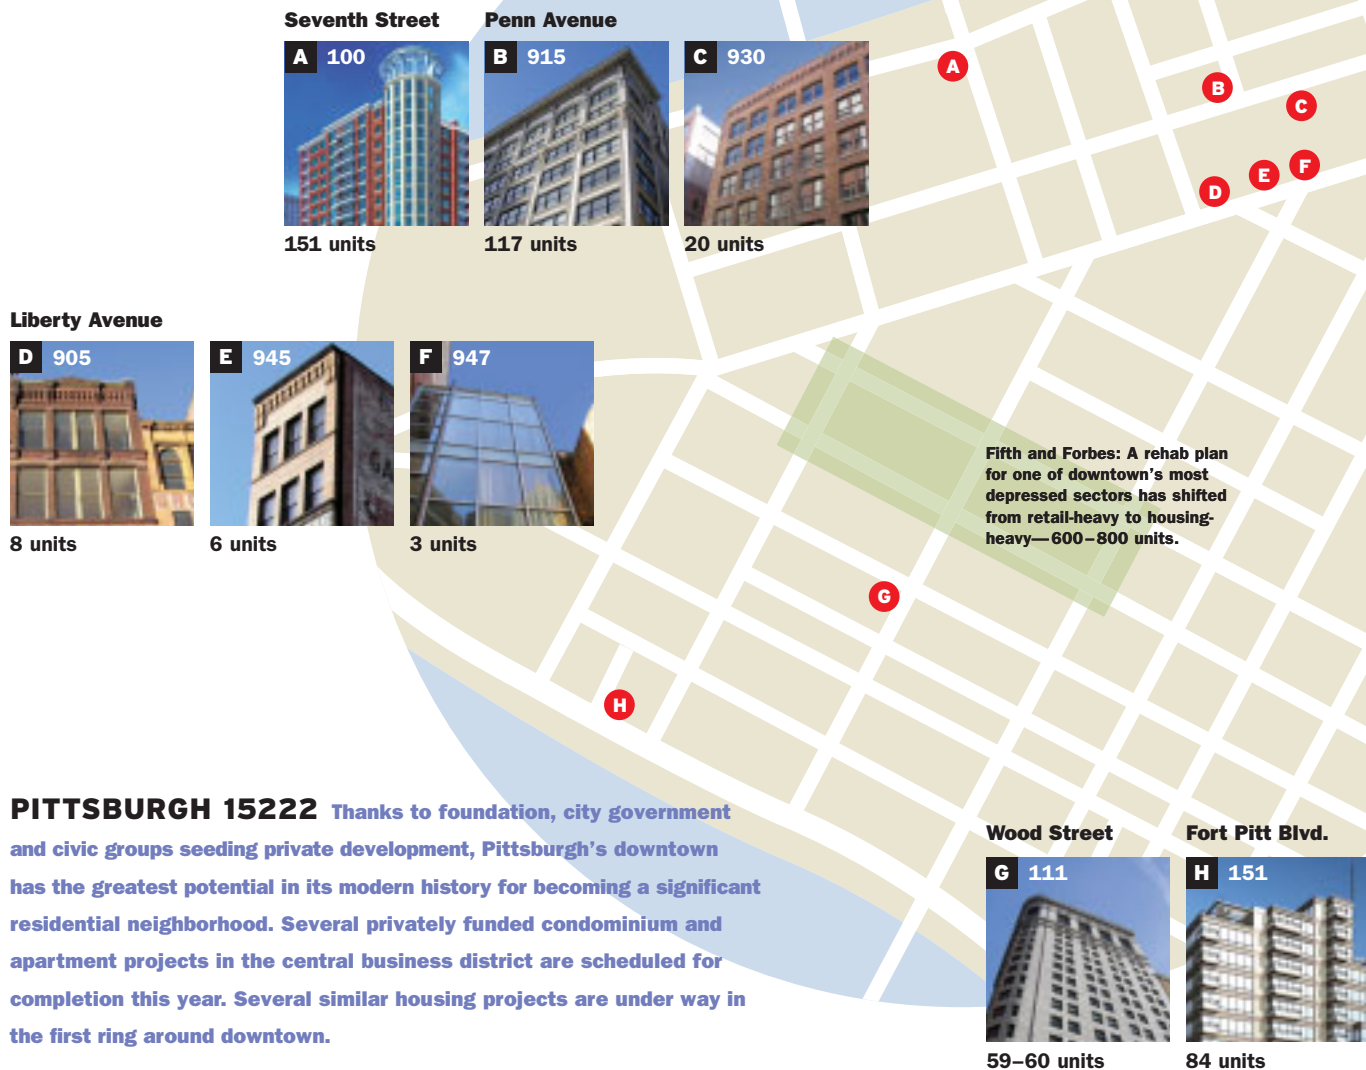 Seventh Street
Penn Avenue
A 100
B 915
C 930
151 units
117 units
20 units
A
B
C
D
E
F
Liberty Avenue
D 905
E 945
F 947
8 units
6 units
3 units
Fifth and Forbes: A rehab plan
for one of downtown's most
depressed sectors has shifted
from retail-heavy to housing-
heavy—600–800 units.
G
H
PITTSBURGH 15222 Thanks to foundation, city government
and civic groups seeding private development, Pittsburgh's downtown
has the greatest potential in its modern history for becoming a significant
residential neighborhood. Several privately funded condominium and
apartment projects in the central business district are scheduled for
completion this year. Several similar housing projects are under way in
the first ring around downtown.
Wood Street
Fort Pitt Blvd.
G 111
H 151
59–60 units
84 units